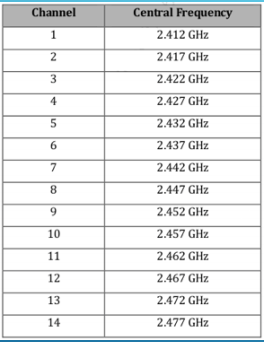 Channel Central Frequency
1 2.412 GHz
2 2.417 GHz
3 2.422 GHz
4 2.427 GHz
5 2.432 GHz
6 2.437 GHz
7 2.442 GHz
8 2.447 GHz
9 2.452 GHz
10 2.457 GHz
11 2.462 GHz
12 2.467 GHz
13 2.472 GHz
14 2.477 GHz